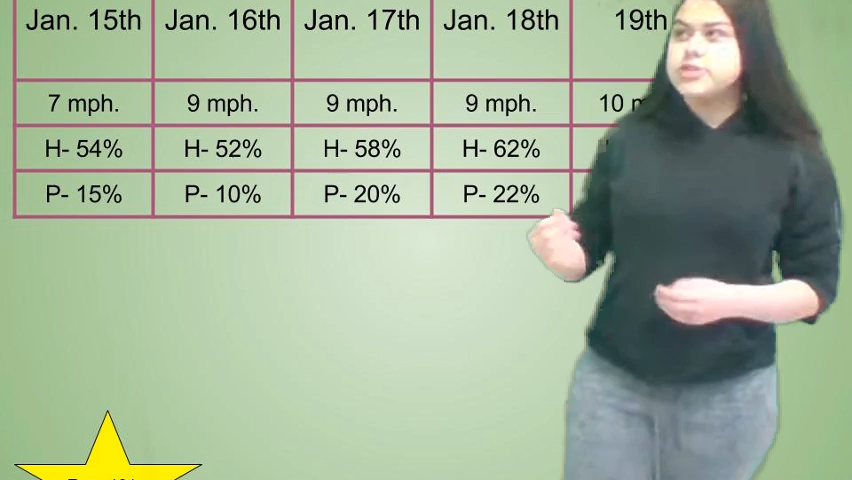 Jan. 15th Jan. 16th Jan. 17th Jan. 18th 19th
7 mph. 9 mph. 9 mph. 9 mph. 10
H- 54% H- 52% H- 58% H- 62%
P- 15% P- 10% P- 20% P- 22%